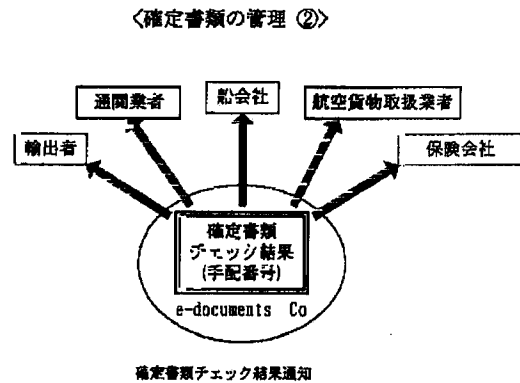 〈確定書類の管理 ②〉
通関業者
船会社
航空貨物取扱業者
輸出者
保険会社
確定書類
チェック結果
(手配番号)
e-documents Co
確定書類チェック結果通知